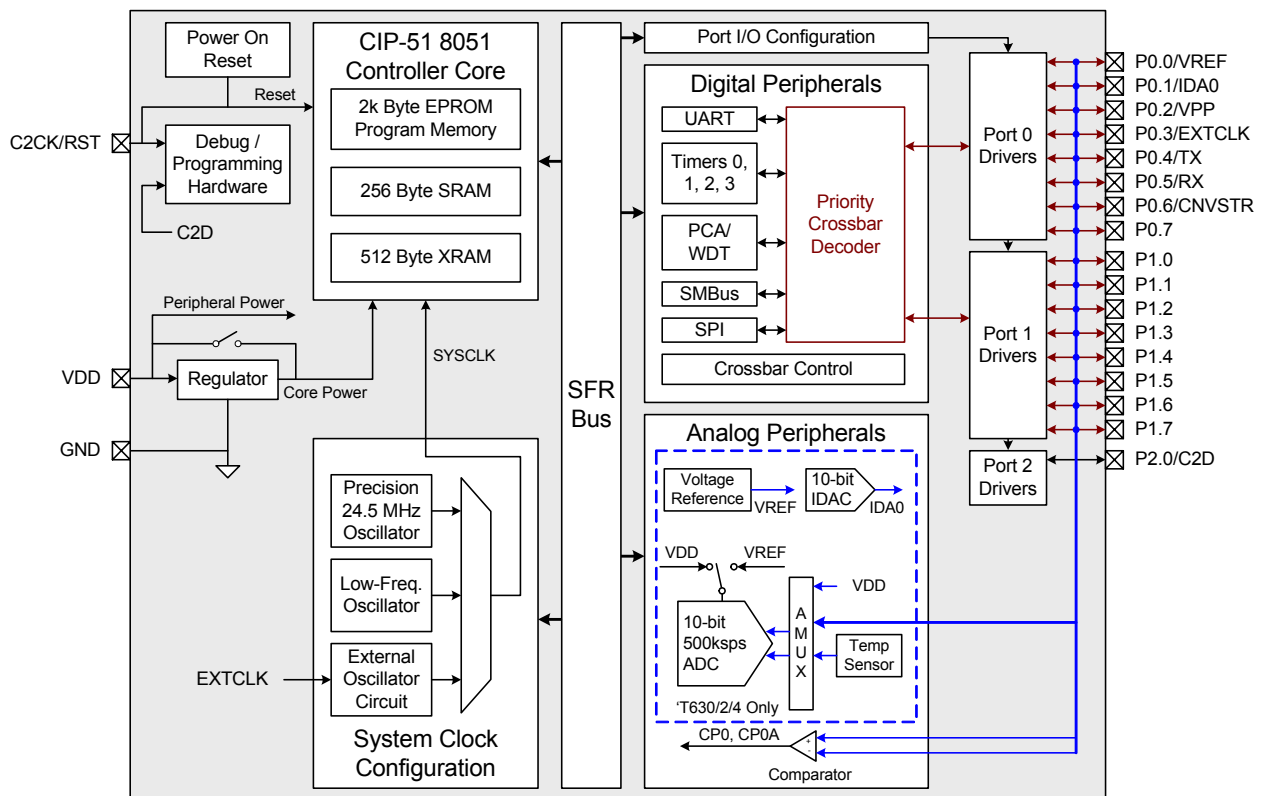 Power On
Reset
Reset
C2CK/RST
Debug /
Programming
Hardware
C2D
Peripheral Power
VDD
Regulator
Core Power
GND
CIP-51 8051
Controller Core
2k Byte EPROM
Program Memory
256 Byte SRAM
512 Byte XRAM
SYSCLK
Precision
24.5 MHz
Oscillator
Low-Freq.
Oscillator
EXTCLK
External
Oscillator
Circuit
System Clock
Configuration
SFR
Bus
Port I/O Configuration
Digital Peripherals
UART
Timers 0,
1, 2, 3
PCA/
WDT
SMBus
SPI
Priority
Crossbar
Decoder
Crossbar Control
Analog Peripherals
Voltage
Reference
VREF
10-bit
IDAC
IDA0
VDD
VREF
10-bit
500ksps
ADC
A
M
U
X
VDD
Temp
Sensor
‘T630/2/4 Only
CP0, CP0A
+
-
Comparator
Port 0
Drivers
Port 1
Drivers
Port 2
Drivers
P0.0/VREF
P0.1/IDA0
P0.2/VPP
P0.3/EXTCLK
P0.4/TX
P0.5/RX
P0.6/CNVSTR
P0.7
P1.0
P1.1
P1.2
P1.3
P1.4
P1.5
P1.6
P1.7
P2.0/C2D